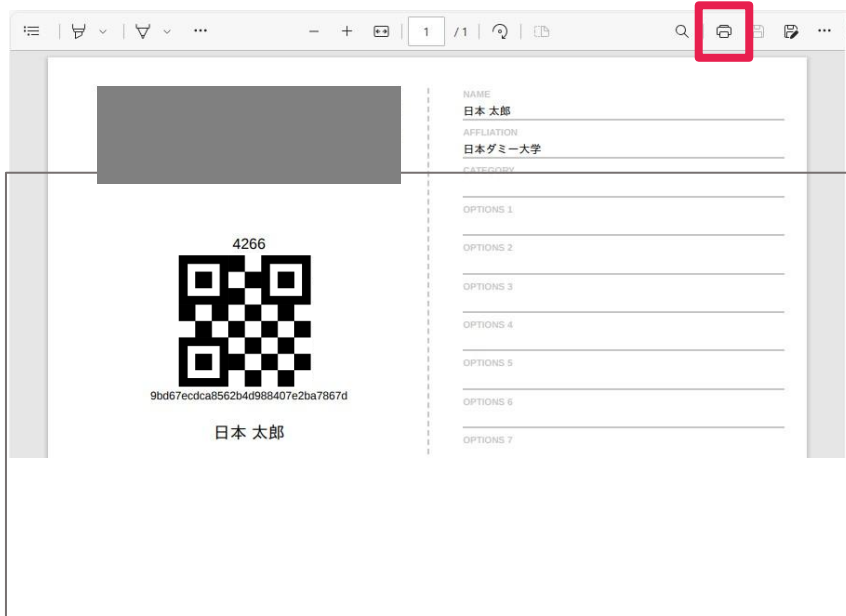 1 / 1
4266
9bd67ecdca8562b4d988407e2ba7867d
日本 太郎
NAME
日本 太郎
AFFLIATION
日本ダミー大学
CATEGORY
OPTIONS 1
OPTIONS 2
OPTIONS 3
OPTIONS 4
OPTIONS 5
OPTIONS 6
OPTIONS 7